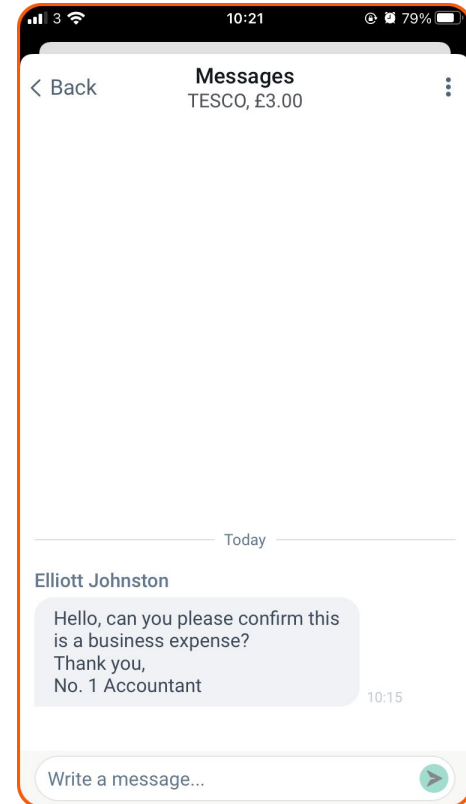 3 10:21 79%
Back Messages
TESCO, £3.00
Today
Elliott Johnston
Hello, can you please confirm this
is a business expense?
Thank you,
No. 1 Accountant
10:15
Write a message...